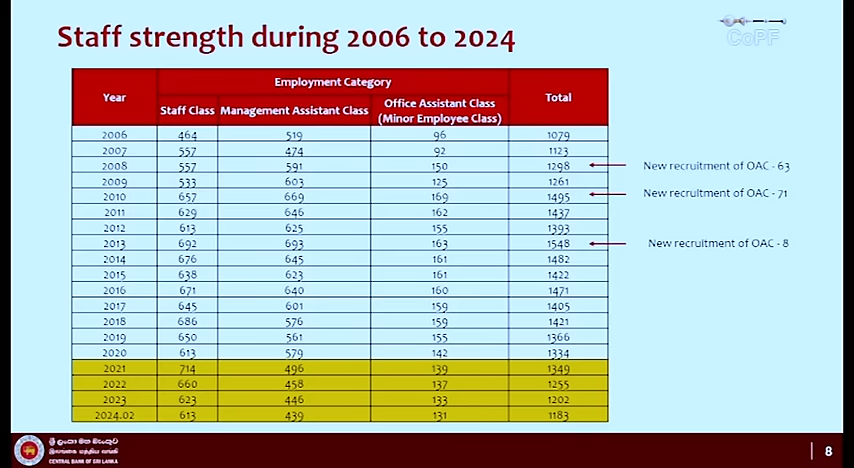 Staff strength during 2006 to 2024
CoPF
Year
Employment Category
Total
Staff Class
Management Assistant Class
Office Assistant Class
(Minor Employee Class)
2006 464 519 96 1079
2007 557 474 92 1123
2008 557 591 150 1298
New recruitment of OAC - 63
2009 533 603 125 1261
2010 657 669 169 1495
New recruitment of OAC - 71
2011 629 646 162 1437
2012 613 625 155 1393
2013 692 693 163 1548
New recruitment of OAC - 8
2014 676 645 161 1482
2015 638 623 161 1422
2016 671 640 160 1471
2017 645 601 159 1405
2018 686 576 159 1421
2019 650 561 155 1366
2020 613 579 142 1334
2021 714 496 139 1349
2022 660 458 137 1255
2023 623 446 133 1202
2024.02 613 439 131 1183
ශ්‍රී ලංකා මහ බැංකුව
இலங்கை மத்திய வங்கி
CENTRAL BANK OF SRI LANKA
8